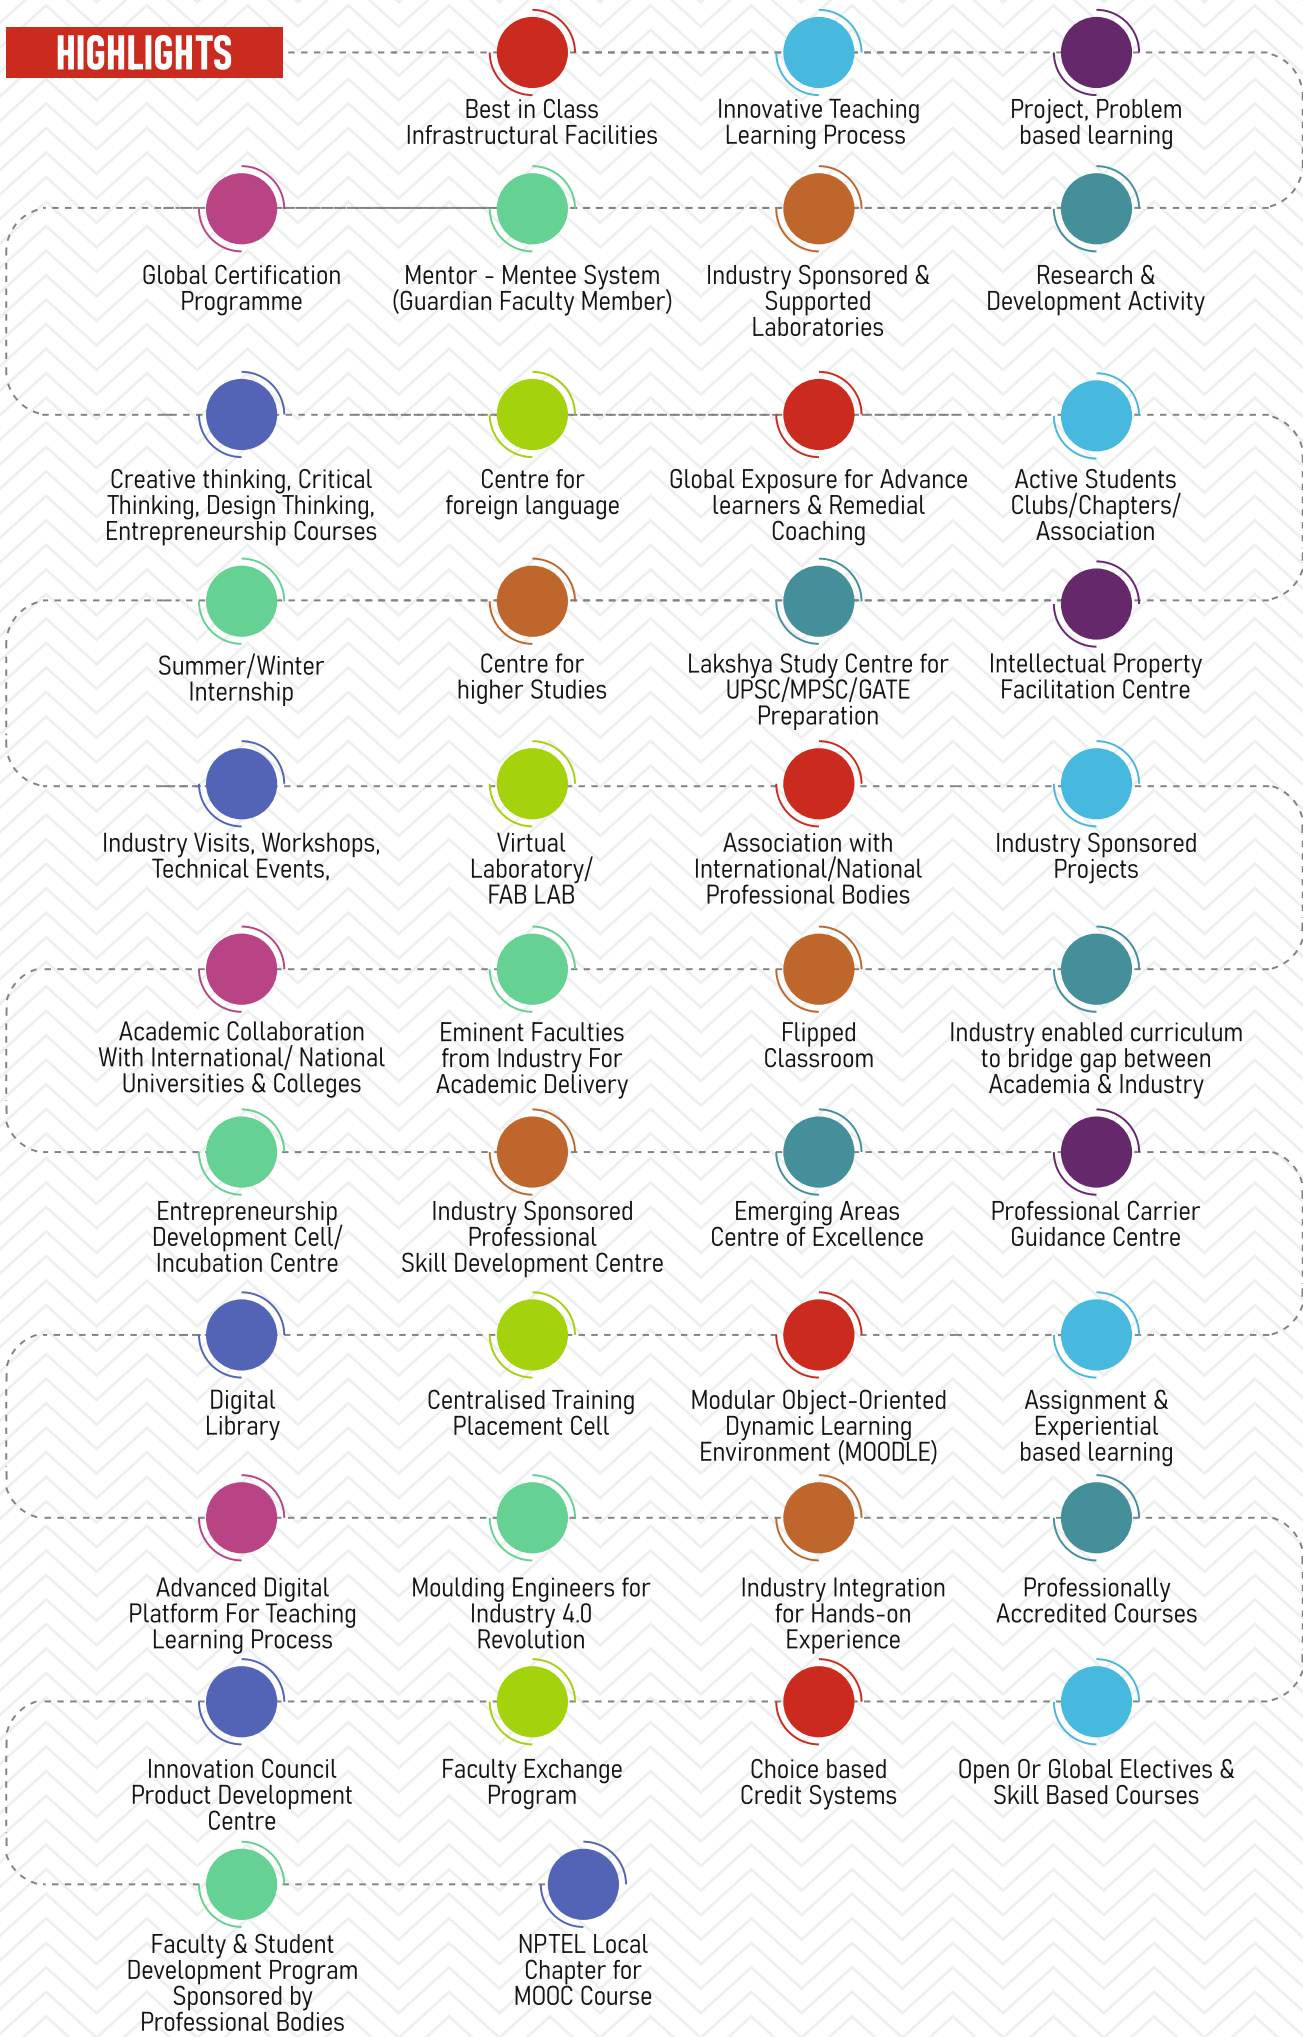 HIGHLIGHTS
Best in Class
Infrastructural Facilities
Innovative Teaching
Learning Process
Project, Problem
based learning
Global Certification
Programme
Mentor - Mentee System
(Guardian Faculty Member)
Industry Sponsored &
Supported
Laboratories
Research &
Development Activity
Creative thinking, Critical
Thinking, Design Thinking,
Entrepreneurship Courses
Centre for
foreign language
Global Exposure for Advance
learners & Remedial
Coaching
Active Students
Clubs/Chapters/
Association
Summer/Winter
Internship
Centre for
higher Studies
Lakshya Study Centre for
UPSC/MPSC/GATE
Preparation
Intellectual Property
Facilitation Centre
Industry Visits, Workshops,
Technical Events,
Virtual
Laboratory/
FAB LAB
Association with
International/National
Professional Bodies
Industry Sponsored
Projects
Academic Collaboration
With International/ National
Universities & Colleges
Eminent Faculties
from Industry For
Academic Delivery
Flipped
Classroom
Industry enabled curriculum
to bridge gap between
Academia & Industry
Entrepreneurship
Development Cell/
Incubation Centre
Industry Sponsored
Professional
Skill Development Centre
Emerging Areas
Centre of Excellence
Professional Carrier
Guidance Centre
Digital
Library
Centralised Training
Placement Cell
Modular Object-Oriented
Dynamic Learning
Environment (MOODLE)
Assignment &
Experiential
based learning
Advanced Digital
Platform For Teaching
Learning Process
Moulding Engineers for
Industry 4.0
Revolution
Industry Integration
for Hands-on
Experience
Professionally
Accredited Courses
Innovation Council
Product Development
Centre
Faculty Exchange
Program
Choice based
Credit Systems
Open Or Global Electives &
Skill Based Courses
Faculty & Student
Development Program
Sponsored by
Professional Bodies
NPTEL Local
Chapter for
MOOC Course